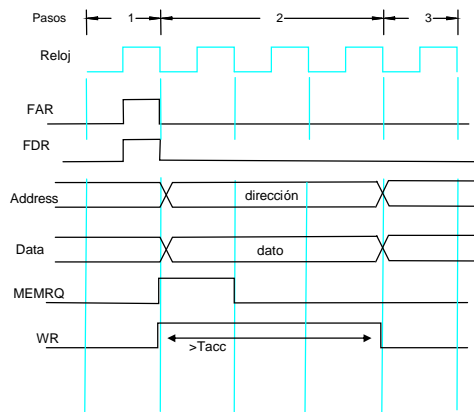 Pasos 1 2 3
Reloj
FAR
FDR
Address dirección
Data dato
MEMRQ
WR >Tacc